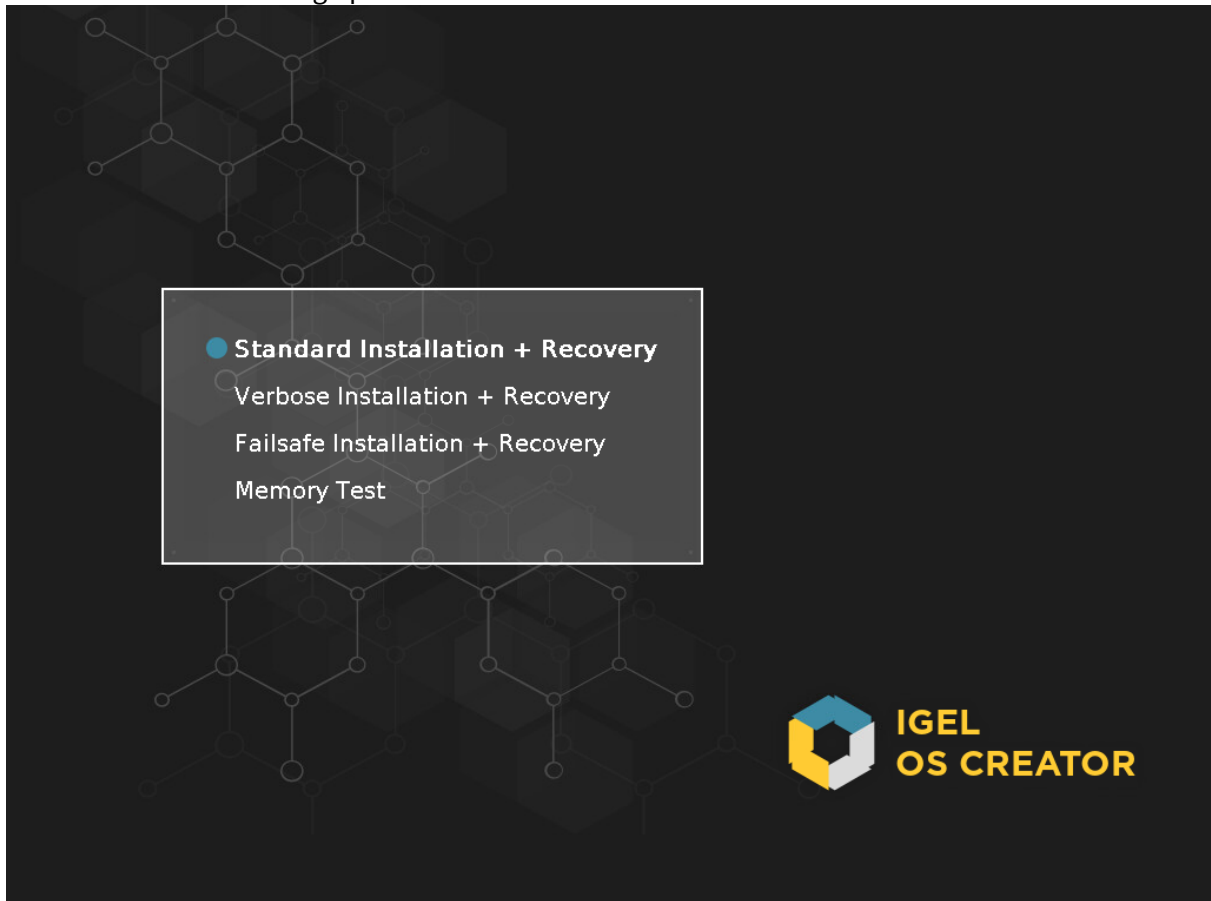 Standard Installation + Recovery
Verbose Installation + Recovery
Failsafe Installation + Recovery
Memory Test
IGEL
OS CREATOR